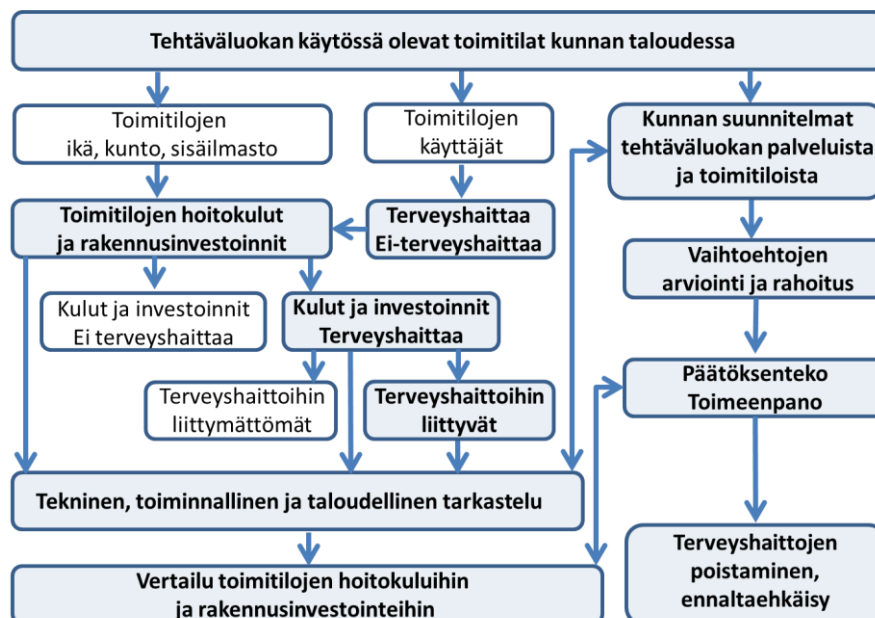 Tehtäväluokan käytössä olevat toimitilat kunnan taloudessa
Toimitilojen
ikä, kunto, sisäilmasto
Toimitilojen
käyttäjät
Kunnan suunnitelmat
tehtäväluokan palveluista
ja toimitiloista
Toimitilojen hoitokulut
ja rakennusinvestoinnit
Terveyshaittaa
Ei-terveyshaittaa
Vaihtoehtojen
arviointi ja rahoitus
Kulut ja investoinnit
Ei terveyshaittaa
Kulut ja investoinnit
Terveyshaittaa
Päätöksenteko
Toimeenpano
Terveyshaittoihin
liittymättömät
Terveyshaittoihin
liittyvät
Tekninen, toiminnallinen ja taloudellinen tarkastelu
Terveyshaittojen
poistaminen,
ennaltaehkäisy
Vertailu toimitilojen hoitokuluihin
ja rakennusinvestointeihin